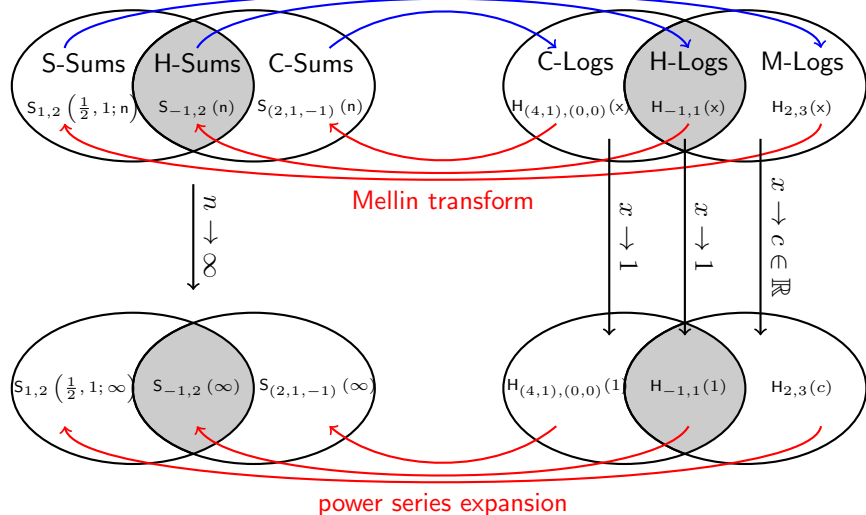 S-Sums H-Sums C-Sums C-Logs H-Logs M-Logs
S₁,₂ (½, 1; n) S₋₁,₂ (n) S₍₂,₁,₋₁₎ (n) H₍₄,₁₎,₍₀,₀₎(x) H₋₁,₁(x) H₂,₃(x)
Mellin transform
n → ∞
x → 1
x → 1
x → c ∈ ℝ
S₁,₂ (½, 1; ∞) S₋₁,₂ (∞) S₍₂,₁,₋₁₎ (∞) H₍₄,₁₎,₍₀,₀₎(1) H₋₁,₁(1) H₂,₃(c)
power series expansion